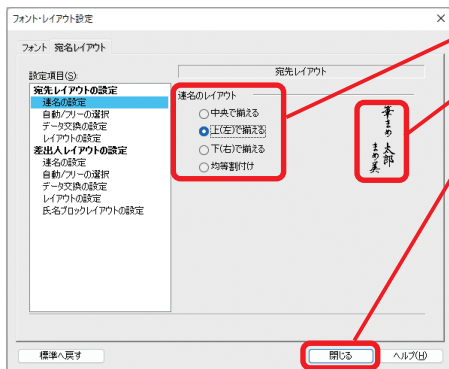 フォント・レイアウト設定
フォント 宛名レイアウト
設定項目(S):
宛先レイアウトの設定
連名の設定
自動/フリーの選択
データ交換の設定
レイアウトの設定
差出人レイアウトの設定
連名の設定
自動/フリーの選択
データ交換の設定
レイアウトの設定
氏名ブロックレイアウトの設定
宛先レイアウト
連名のレイアウト
中央で揃える
上(左)で揃える
下(右)で揃える
均等割付け
筆まめ 太郎
まめ美
標準へ戻す
閉じる
ヘルプ(H)